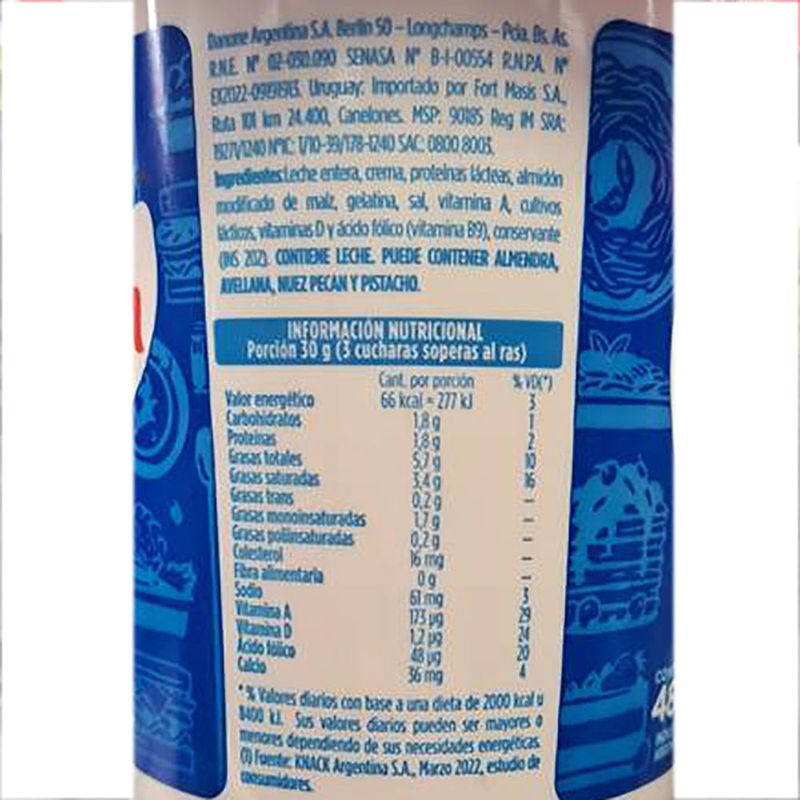 Danone Argentina S.A. Berlín 50 - Longchamps - Pcia. Bs. As.
R.N.E. N° 02-030.090 SENASA N° B-I-00554 R.N.P.A. N°
Uruguay: Importado por Fort Masis S.A.,
Ruta 101 km 24.400, Canelones. MSP: 90185 Reg IM SRA:
SAC: 0800 8003.
Ingredientes: Leche entera, crema, proteínas lácteas, almidón
modificado de maíz, gelatina, sal, vitamina A, cultivos
lácticos, vitaminas D y ácido fólico (vitamina B9), conservante
(INS 202). CONTIENE LECHE. PUEDE CONTENER ALMENDRA,
AVELLANA, NUEZ PECÁN Y PISTACHO.
INFORMACIÓN NUTRICIONAL
Porción 30 g (3 cucharas soperas al ras)
Cant. por porción % VD(*)
Valor energético 66 kcal = 277 kJ 3
Carbohidratos 1,8 g 1
Proteínas 1,8 g 2
Grasas totales 5,7 g 10
Grasas saturadas 3,4 g 16
Grasas trans 0,2 g -
Grasas monoinsaturadas 1,7 g -
Grasas poliinsaturadas 0,2 g -
Colesterol 16 mg -
Fibra alimentaria 0 g -
Sodio 61 mg 3
Vitamina A 173 µg 29
Vitamina D 1,2 µg 24
Ácido fólico 48 µg 20
Calcio 36 mg 4
* % Valores diarios con base a una dieta de 2000 kcal u
8400 kJ. Sus valores diarios pueden ser mayores o
menores dependiendo de sus necesidades energéticas.
(1) Fuente: KNACK Argentina S.A., Marzo 2022, estudio de
consumidores.